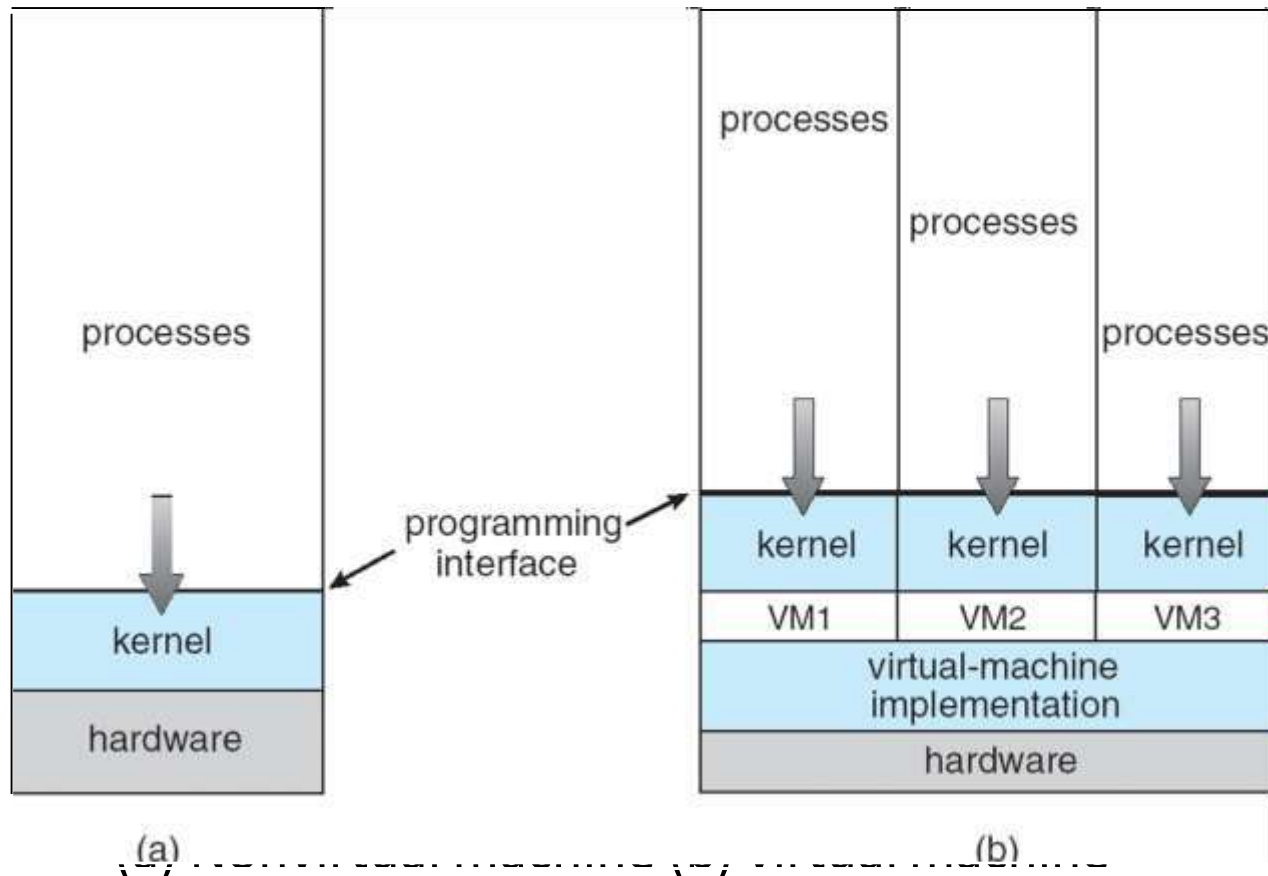 processes
kernel
hardware
(a)
programming
interface
processes
processes
processes
kernel
kernel
kernel
VM1
VM2
VM3
virtual-machine
implementation
hardware
(b)